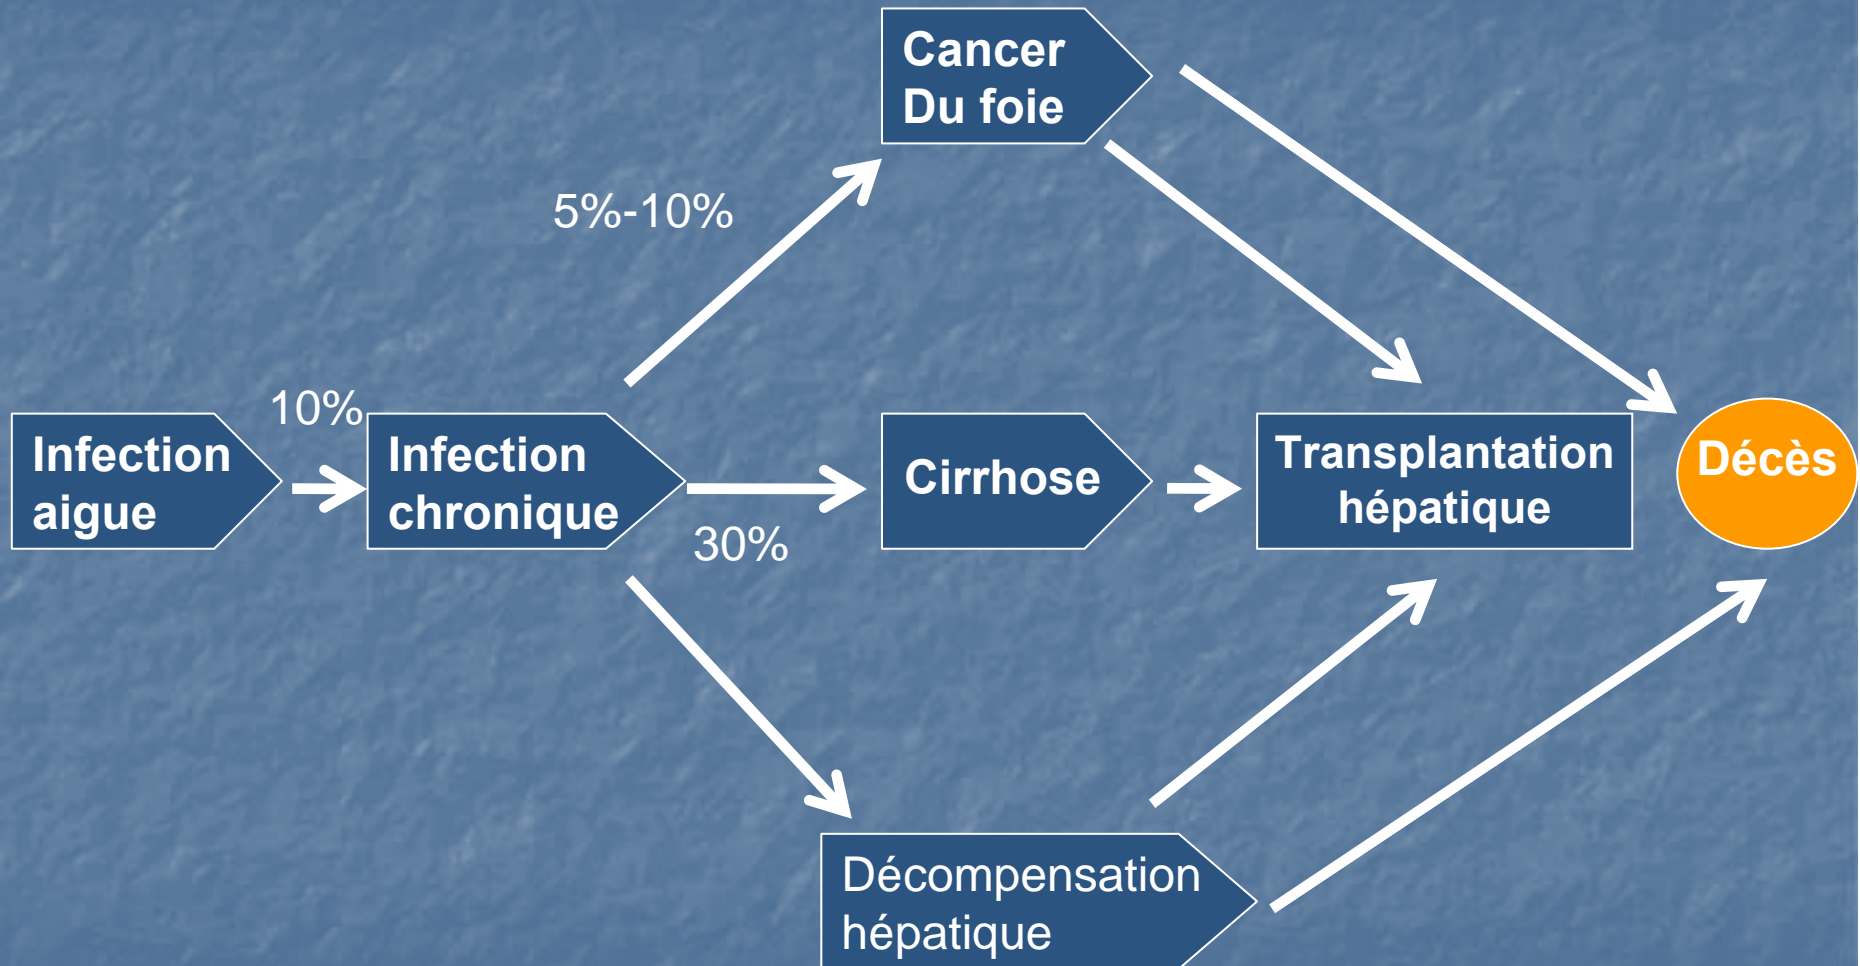 Cancer
Du foie
5%-10%
10%
Infection
aigue
Infection
chronique
30%
Cirrhose
Transplantation
hépatique
Décès
Décompensation
hépatique